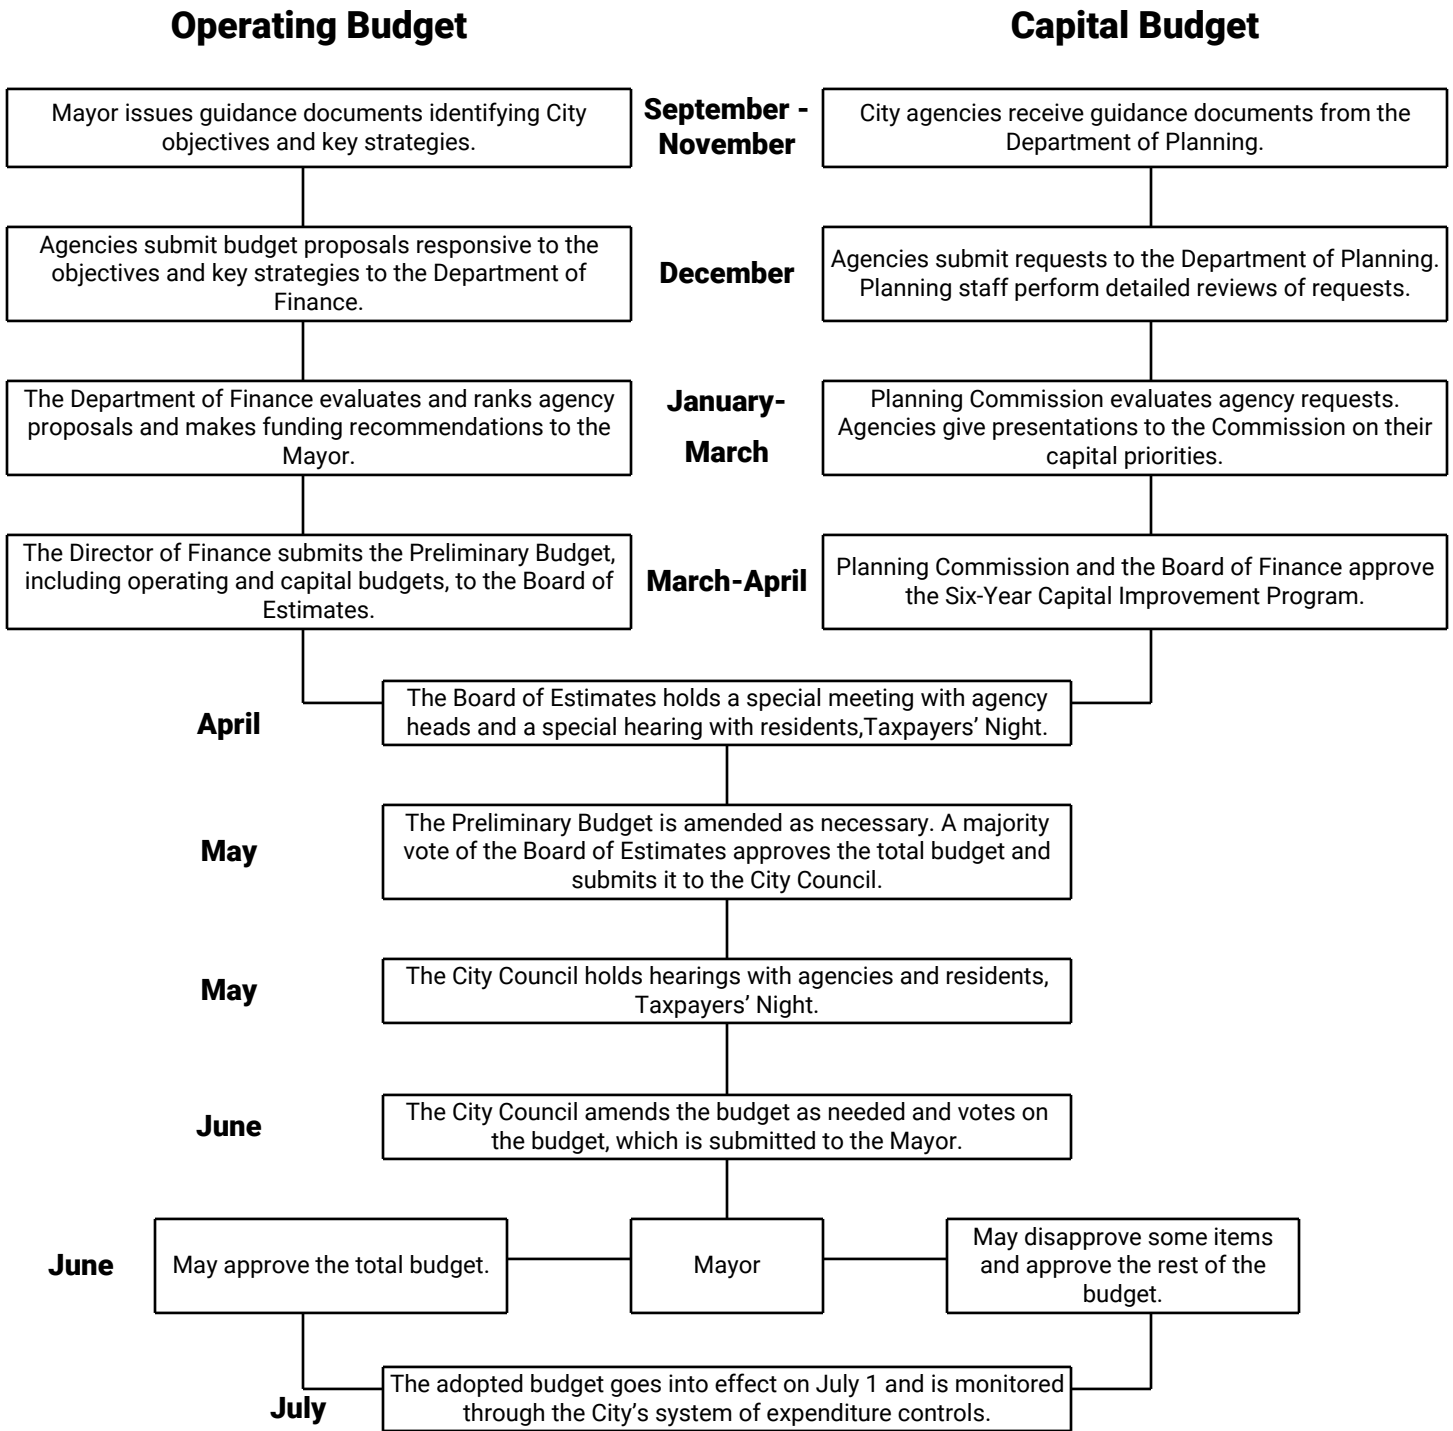 Operating Budget
Capital Budget
Mayor issues guidance documents identifying City
objectives and key strategies.
September -
November
City agencies receive guidance documents from the
Department of Planning.
Agencies submit budget proposals responsive to the
objectives and key strategies to the Department of
Finance.
December
Agencies submit requests to the Department of Planning.
Planning staff perform detailed reviews of requests.
The Department of Finance evaluates and ranks agency
proposals and makes funding recommendations to the
Mayor.
January-
March
Planning Commission evaluates agency requests.
Agencies give presentations to the Commission on their
capital priorities.
The Director of Finance submits the Preliminary Budget,
including operating and capital budgets, to the Board of
Estimates.
March-April
Planning Commission and the Board of Finance approve
the Six-Year Capital Improvement Program.
April
The Board of Estimates holds a special meeting with agency
heads and a special hearing with residents,Taxpayers’ Night.
May
The Preliminary Budget is amended as necessary. A majority
vote of the Board of Estimates approves the total budget and
submits it to the City Council.
May
The City Council holds hearings with agencies and residents,
Taxpayers’ Night.
June
The City Council amends the budget as needed and votes on
the budget, which is submitted to the Mayor.
June
May approve the total budget.
Mayor
May disapprove some items
and approve the rest of the
budget.
July
The adopted budget goes into effect on July 1 and is monitored
through the City’s system of expenditure controls.